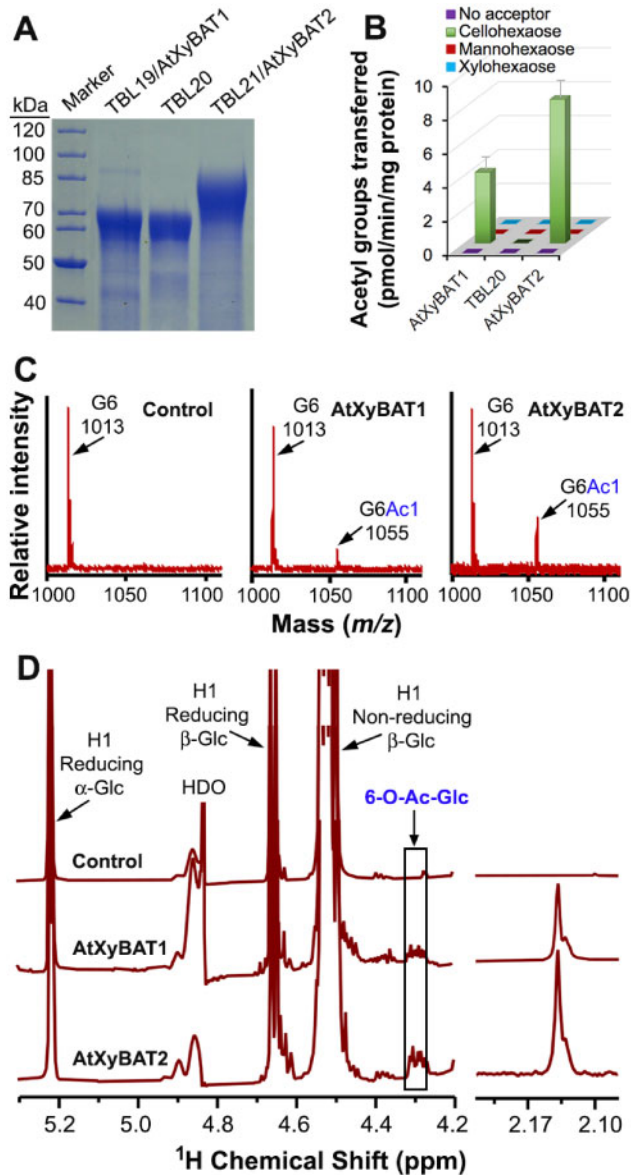 A
kDa
Marker
TBL19/AtXyBAT1
TBL20
TBL21/AtXyBAT2
120
100
85
70
60
50
40
B
No acceptor
Cellohexaose
Mannohexaose
Xylohexaose
Acetyl groups transferred
(pmol/min/mg protein)
10
8
6
4
2
0
AtXyBAT1
TBL20
AtXyBAT2
C
Relative intensity
G6
1013
Control
G6
1013
AtXyBAT1
G6Ac1
1055
G6
1013
AtXyBAT2
G6Ac1
1055
1000 1050 1100
1000 1050 1100
1000 1050 1100
Mass (m/z)
D
H1
Reducing
α-Glc
HDO
H1
Reducing
β-Glc
H1
Non-reducing
β-Glc
6-O-Ac-Glc
Control
AtXyBAT1
AtXyBAT2
5.2 5.0 4.8 4.6 4.4 4.2 2.17 2.10
¹H Chemical Shift (ppm)